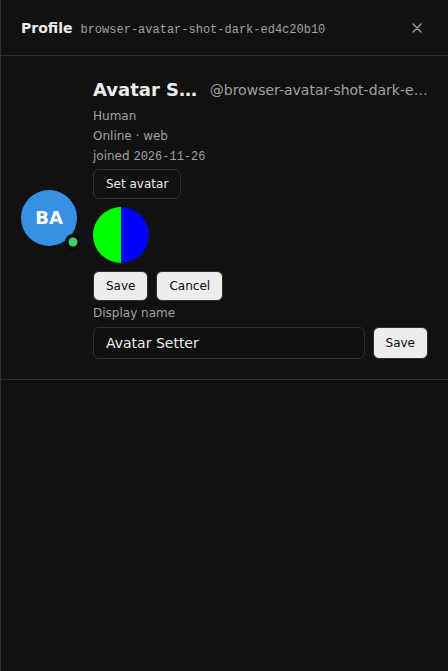 Profile browser-avatar-shot-dark-ed4c20b10
Avatar S… @browser-avatar-shot-dark-e…
Human
Online · web
joined 2026-11-26
Set avatar
BA
Save Cancel
Display name
Avatar Setter Save